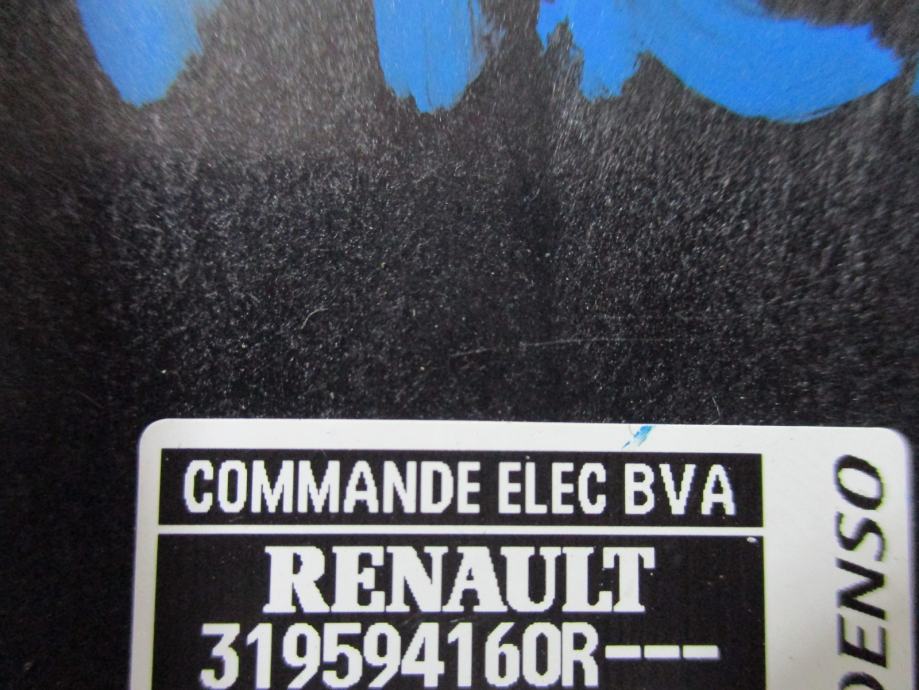 COMMANDE ELEC BVA
RENAULT
319594160R---
DENSO